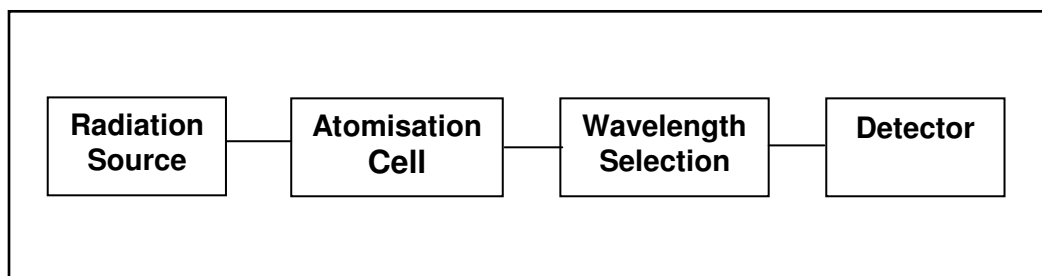 Radiation
Source
Atomisation
Cell
Wavelength
Selection
Detector